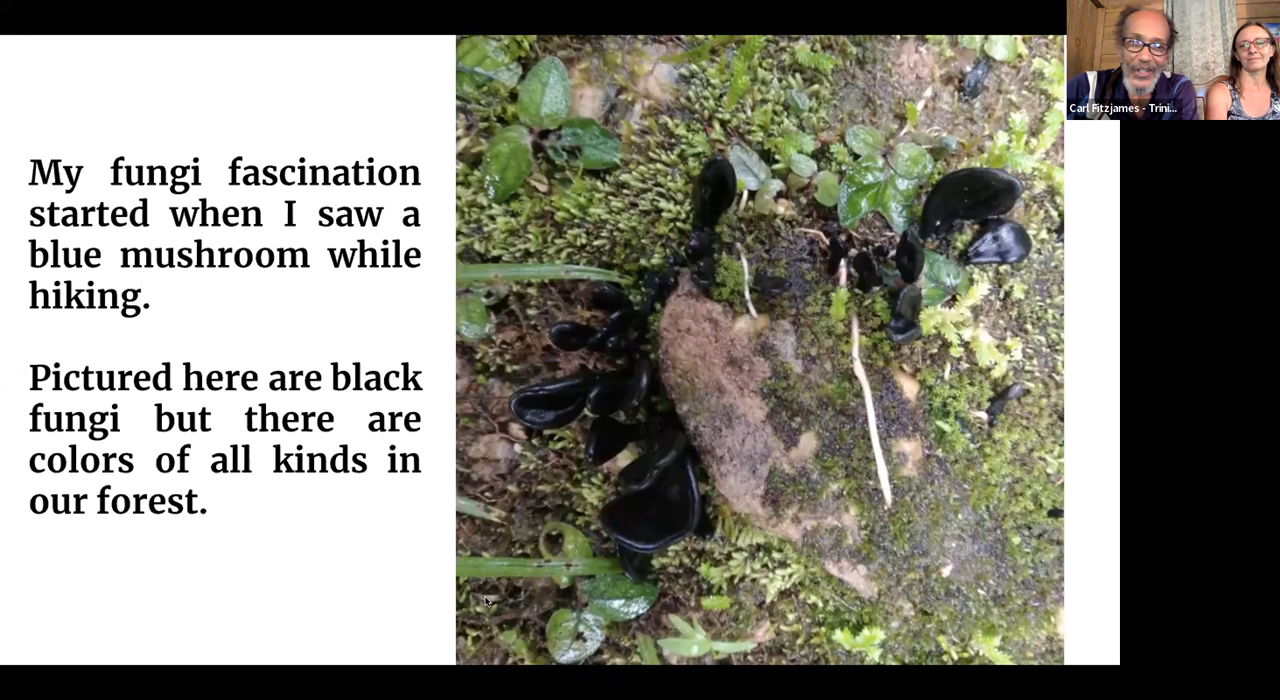 My fungi fascination
started when I saw a
blue mushroom while
hiking.
Pictured here are black
fungi but there are
colors of all kinds in
our forest.
Carl Fitzjames - Trini...